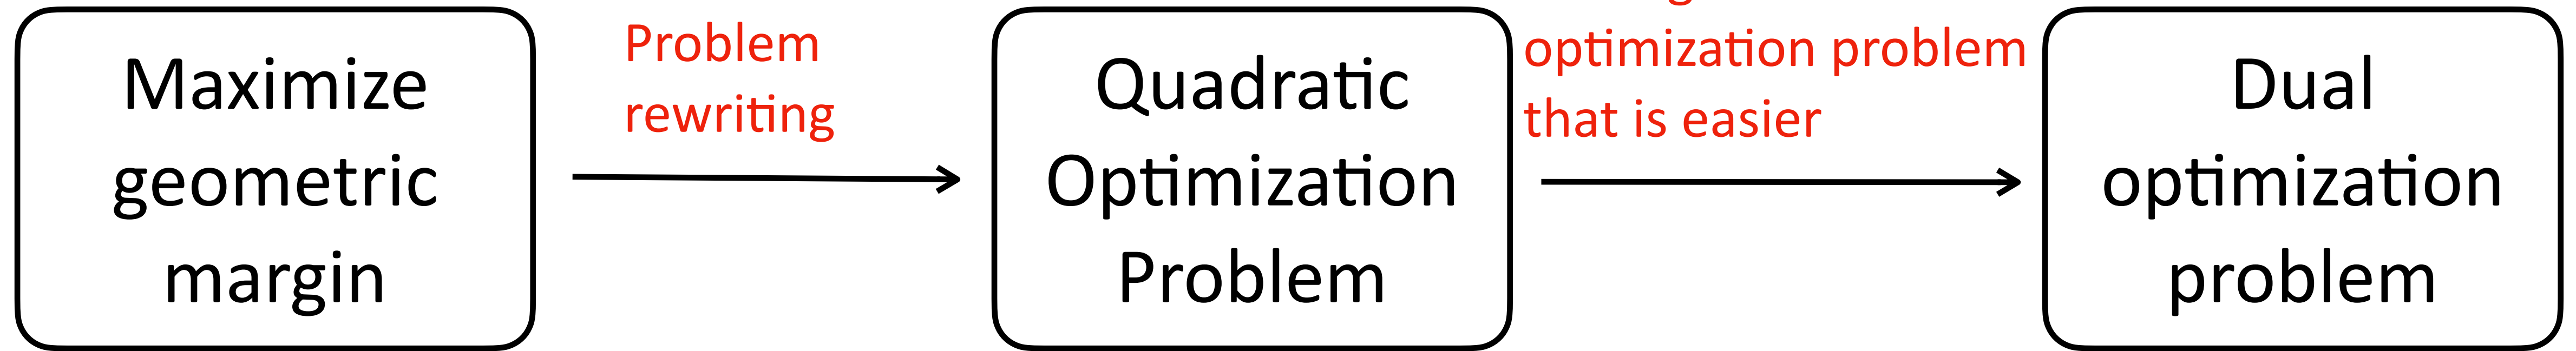 Maximize
geometric
margin
Problem
rewriting
Quadratic
Optimization
Problem
optimization problem
that is easier
Dual
optimization
problem